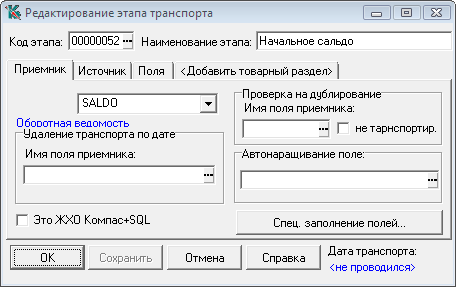 Редактирование этапа транспорта
Код этапа: 00000052 ... Наименование этапа: Начальное сальдо
Приемник Источник Поля <Добавить товарный раздел>
SALDO
Оборотная ведомость
Удаление транспорта по дате
Имя поля приемника:
...
Это ЖХО Компас+SQL
Проверка на дублирование
Имя поля приемника:
... не тарнспортир.
Автонаращивание поле:
...
Спец. заполнение полей...
OK Сохранить Отмена Справка
Дата транспорта:
<не проводился>